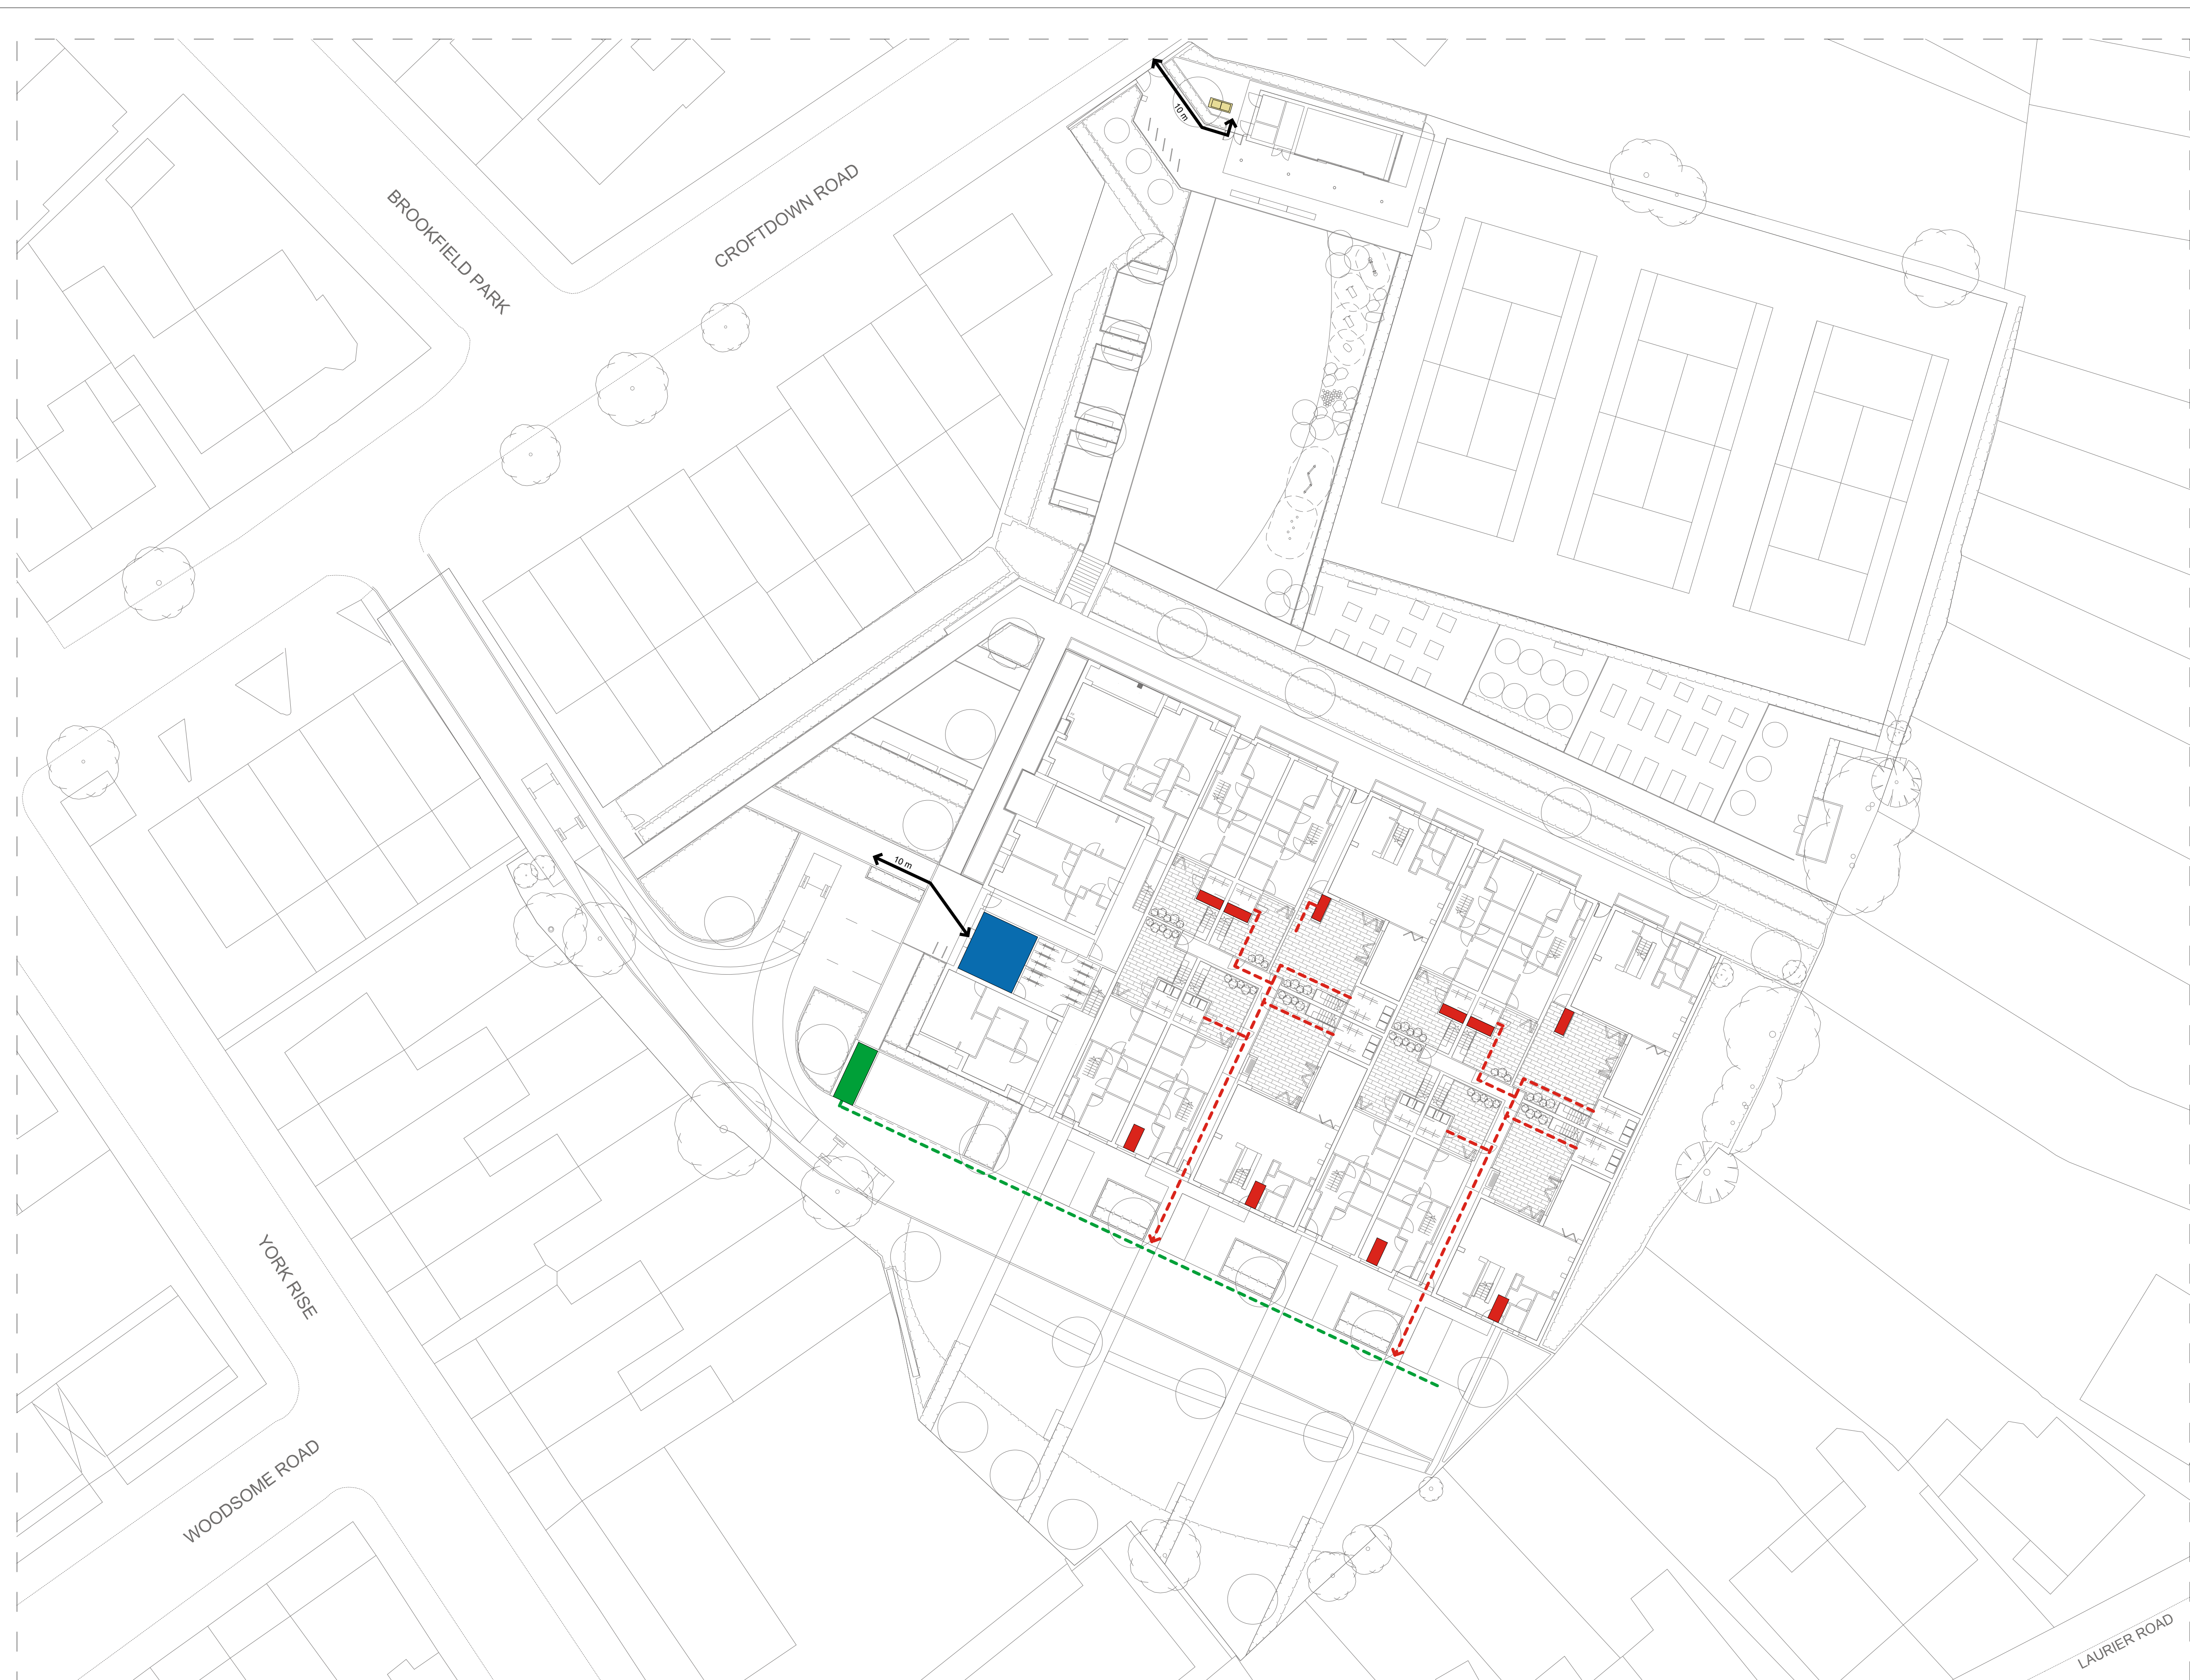 10 m
CROFTDOWN ROAD
BROOKFIELD PARK
10 m
YORK RISE
WOODSOME ROAD
LAURIER ROAD